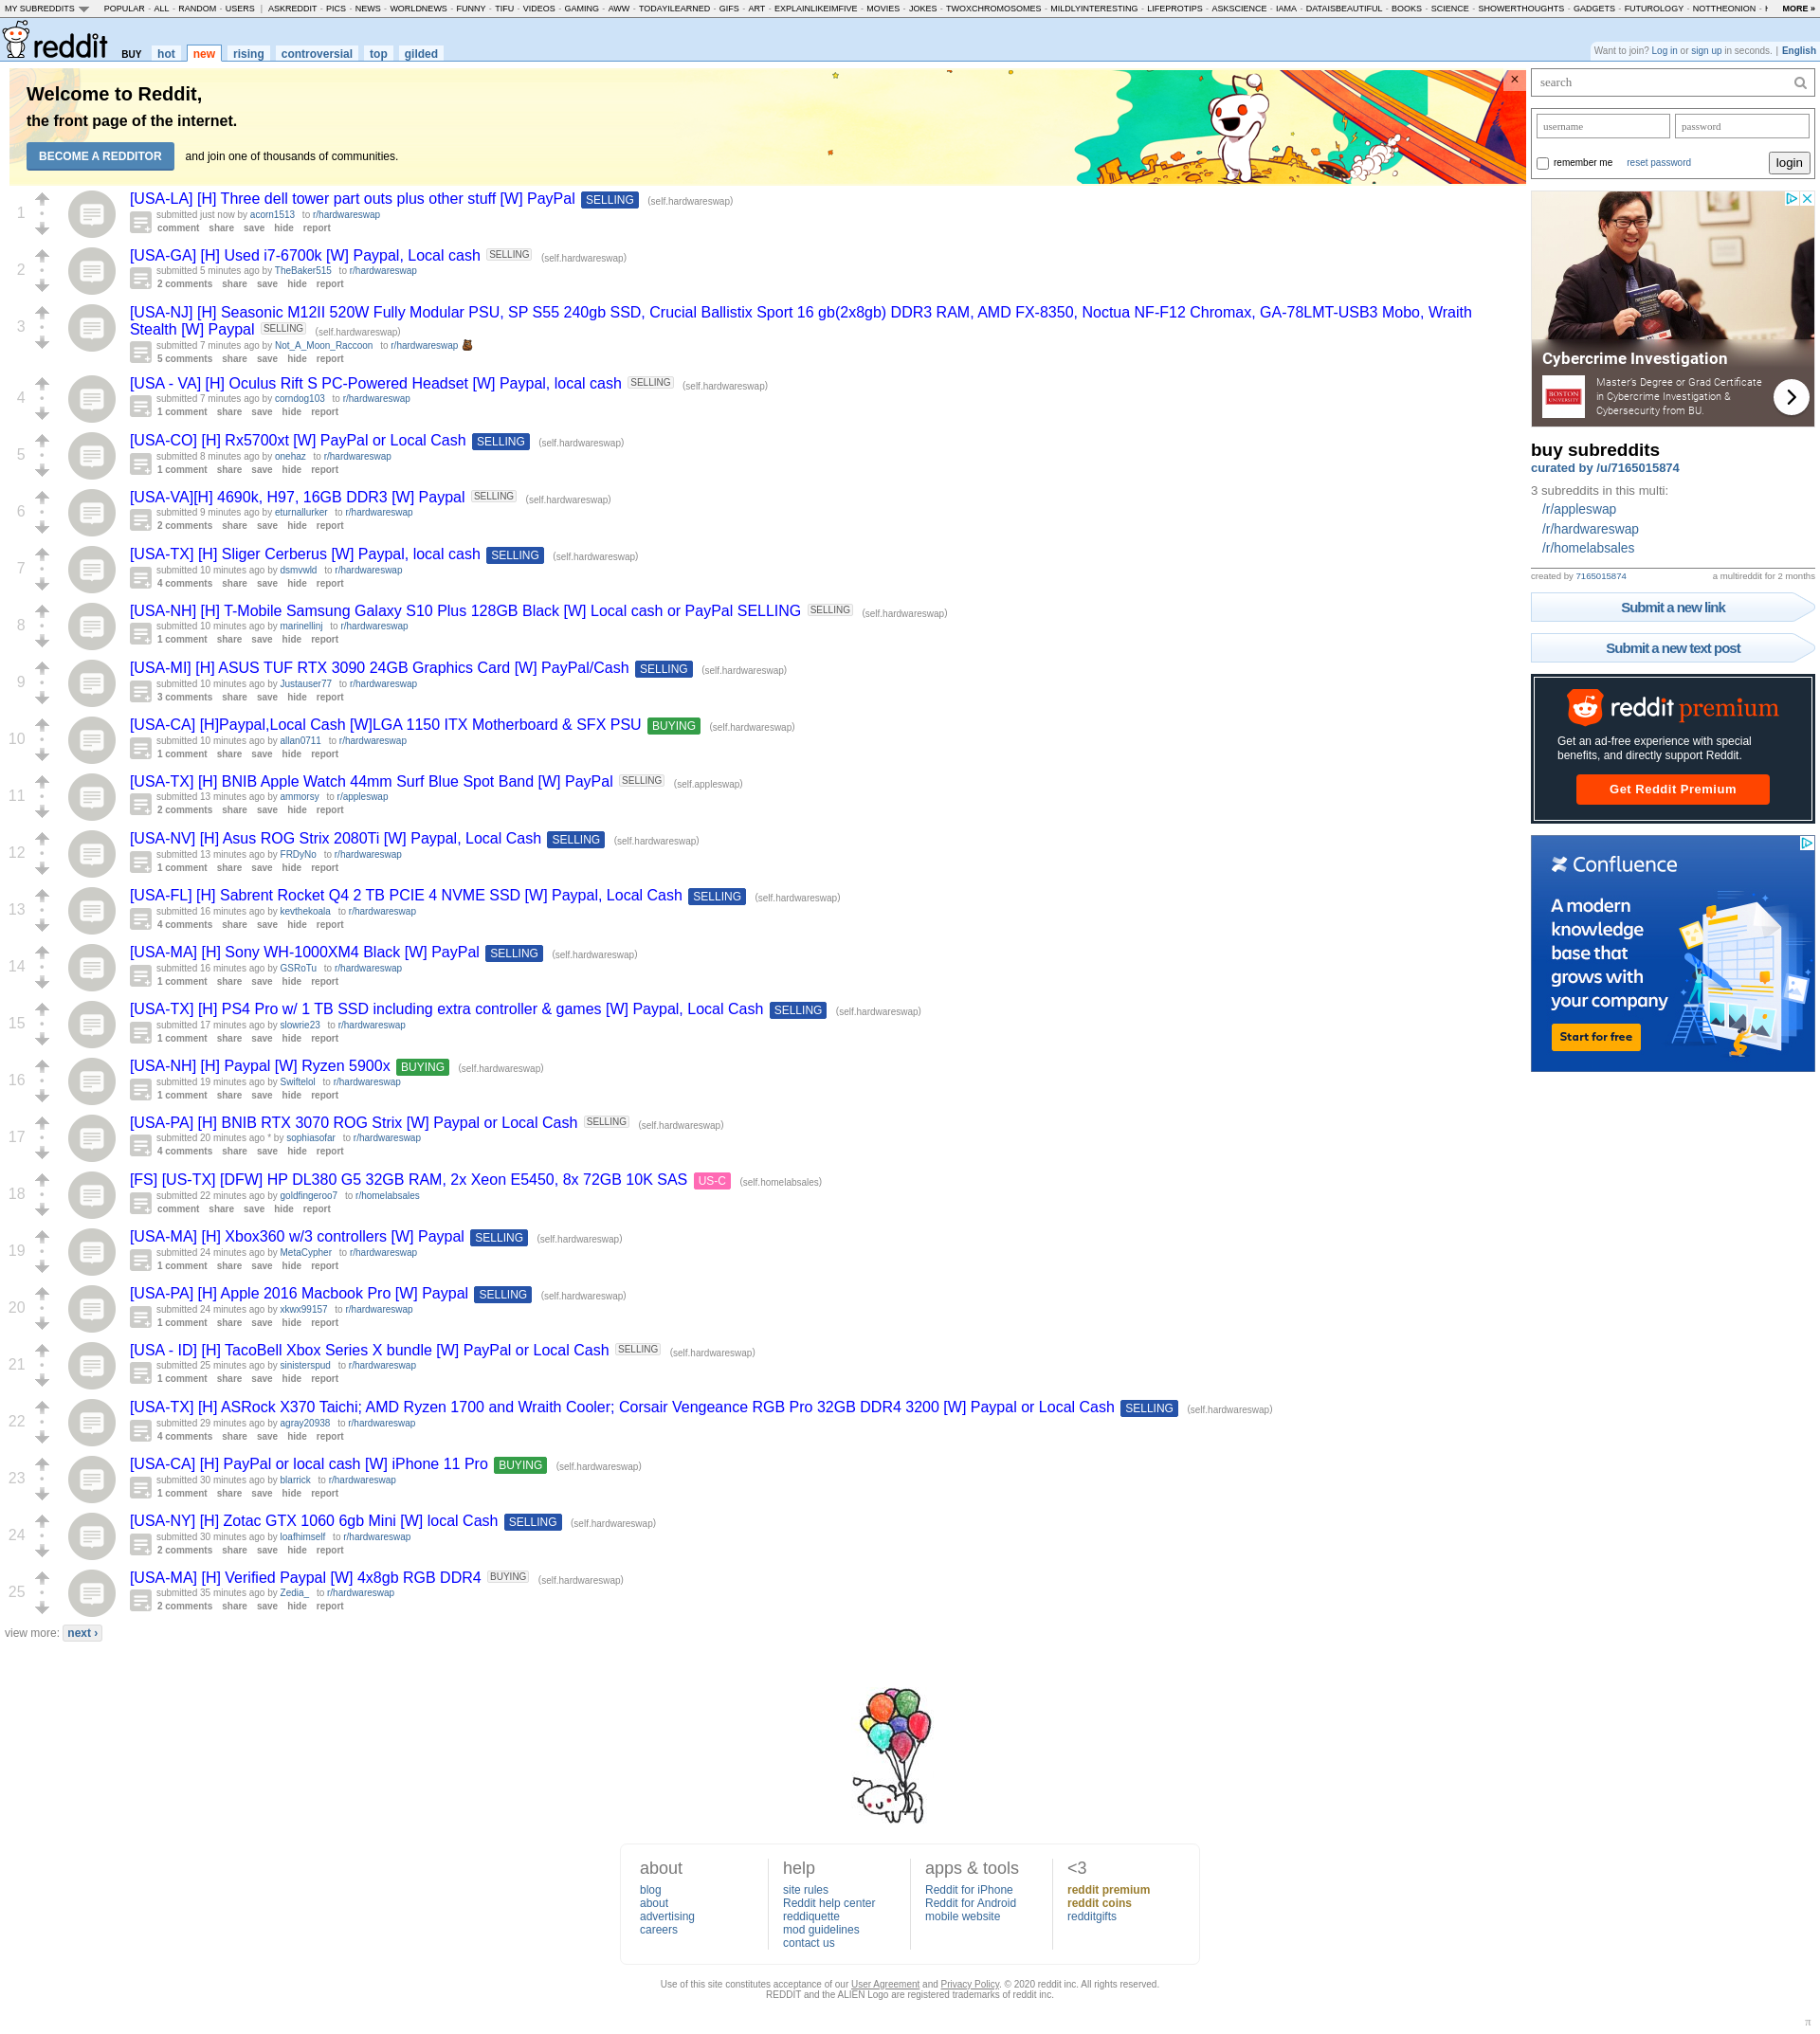 MY SUBREDDITS POPULAR - ALL - RANDOM - USERS | ASKREDDIT - PICS - NEWS - WORLDNEWS - FUNNY - TIFU - VIDEOS - GAMING - AWW - TODAYILEARNED - GIFS - ART - EXPLAINLIKEIMFIVE - MOVIES - JOKES - TWOXCHROMOSOMES - MILDLYINTERESTING - LIFEPROTIPS - ASKSCIENCE - IAMA - DATAISBEAUTIFUL - BOOKS - SCIENCE - SHOWERTHOUGHTS - GADGETS - FUTUROLOGY - NOTTHEONION - MORE »
reddit BUY hot new rising controversial top gilded
Want to join? Log in or sign up in seconds. | English
Welcome to Reddit,
the front page of the internet.
BECOME A REDDITOR and join one of thousands of communities.
×
1
[USA-LA] [H] Three dell tower part outs plus other stuff [W] PayPal SELLING (self.hardwareswap)
submitted just now by acorn1513 to r/hardwareswap
comment share save hide report
2
[USA-GA] [H] Used i7-6700k [W] Paypal, Local cash SELLING (self.hardwareswap)
submitted 5 minutes ago by TheBaker515 to r/hardwareswap
2 comments share save hide report
3
[USA-NJ] [H] Seasonic M12II 520W Fully Modular PSU, SP S55 240gb SSD, Crucial Ballistix Sport 16 gb(2x8gb) DDR3 RAM, AMD FX-8350, Noctua NF-F12 Chromax, GA-78LMT-USB3 Mobo, Wraith
Stealth [W] Paypal SELLING (self.hardwareswap)
submitted 7 minutes ago by Not_A_Moon_Raccoon to r/hardwareswap
5 comments share save hide report
4
[USA - VA] [H] Oculus Rift S PC-Powered Headset [W] Paypal, local cash SELLING (self.hardwareswap)
submitted 7 minutes ago by corndog103 to r/hardwareswap
1 comment share save hide report
5
[USA-CO] [H] Rx5700xt [W] PayPal or Local Cash SELLING (self.hardwareswap)
submitted 8 minutes ago by onehaz to r/hardwareswap
1 comment share save hide report
6
[USA-VA][H] 4690k, H97, 16GB DDR3 [W] Paypal SELLING (self.hardwareswap)
submitted 9 minutes ago by eturnallurker to r/hardwareswap
2 comments share save hide report
7
[USA-TX] [H] Sliger Cerberus [W] Paypal, local cash SELLING (self.hardwareswap)
submitted 10 minutes ago by dsmvwld to r/hardwareswap
4 comments share save hide report
8
[USA-NH] [H] T-Mobile Samsung Galaxy S10 Plus 128GB Black [W] Local cash or PayPal SELLING SELLING (self.hardwareswap)
submitted 10 minutes ago by marinellinj to r/hardwareswap
1 comment share save hide report
9
[USA-MI] [H] ASUS TUF RTX 3090 24GB Graphics Card [W] PayPal/Cash SELLING (self.hardwareswap)
submitted 10 minutes ago by Justauser77 to r/hardwareswap
3 comments share save hide report
10
[USA-CA] [H]Paypal,Local Cash [W]LGA 1150 ITX Motherboard & SFX PSU BUYING (self.hardwareswap)
submitted 10 minutes ago by allan0711 to r/hardwareswap
1 comment share save hide report
11
[USA-TX] [H] BNIB Apple Watch 44mm Surf Blue Spot Band [W] PayPal SELLING (self.appleswap)
submitted 13 minutes ago by ammorsy to r/appleswap
2 comments share save hide report
12
[USA-NV] [H] Asus ROG Strix 2080Ti [W] Paypal, Local Cash SELLING (self.hardwareswap)
submitted 13 minutes ago by FRDyNo to r/hardwareswap
1 comment share save hide report
13
[USA-FL] [H] Sabrent Rocket Q4 2 TB PCIE 4 NVME SSD [W] Paypal, Local Cash SELLING (self.hardwareswap)
submitted 16 minutes ago by kevthekoala to r/hardwareswap
4 comments share save hide report
14
[USA-MA] [H] Sony WH-1000XM4 Black [W] PayPal SELLING (self.hardwareswap)
submitted 16 minutes ago by GSRoTu to r/hardwareswap
1 comment share save hide report
15
[USA-TX] [H] PS4 Pro w/ 1 TB SSD including extra controller & games [W] Paypal, Local Cash SELLING (self.hardwareswap)
submitted 17 minutes ago by slowrie23 to r/hardwareswap
1 comment share save hide report
16
[USA-NH] [H] Paypal [W] Ryzen 5900x BUYING (self.hardwareswap)
submitted 19 minutes ago by Swiftelol to r/hardwareswap
1 comment share save hide report
17
[USA-PA] [H] BNIB RTX 3070 ROG Strix [W] Paypal or Local Cash SELLING (self.hardwareswap)
submitted 20 minutes ago * by sophiasofar to r/hardwareswap
4 comments share save hide report
18
[FS] [US-TX] [DFW] HP DL380 G5 32GB RAM, 2x Xeon E5450, 8x 72GB 10K SAS US-C (self.homelabsales)
submitted 22 minutes ago by goldfingeroo7 to r/homelabsales
comment share save hide report
19
[USA-MA] [H] Xbox360 w/3 controllers [W] Paypal SELLING (self.hardwareswap)
submitted 24 minutes ago by MetaCypher to r/hardwareswap
1 comment share save hide report
20
[USA-PA] [H] Apple 2016 Macbook Pro [W] Paypal SELLING (self.hardwareswap)
submitted 24 minutes ago by xkwx99157 to r/hardwareswap
1 comment share save hide report
21
[USA - ID] [H] TacoBell Xbox Series X bundle [W] PayPal or Local Cash SELLING (self.hardwareswap)
submitted 25 minutes ago by sinisterspud to r/hardwareswap
1 comment share save hide report
22
[USA-TX] [H] ASRock X370 Taichi; AMD Ryzen 1700 and Wraith Cooler; Corsair Vengeance RGB Pro 32GB DDR4 3200 [W] Paypal or Local Cash SELLING (self.hardwareswap)
submitted 29 minutes ago by agray20938 to r/hardwareswap
4 comments share save hide report
23
[USA-CA] [H] PayPal or local cash [W] iPhone 11 Pro BUYING (self.hardwareswap)
submitted 30 minutes ago by blarrick to r/hardwareswap
1 comment share save hide report
24
[USA-NY] [H] Zotac GTX 1060 6gb Mini [W] local Cash SELLING (self.hardwareswap)
submitted 30 minutes ago by loafhimself to r/hardwareswap
2 comments share save hide report
25
[USA-MA] [H] Verified Paypal [W] 4x8gb RGB DDR4 BUYING (self.hardwareswap)
submitted 35 minutes ago by Zedia_ to r/hardwareswap
2 comments share save hide report
view more: next ›
search
username password
remember me reset password login
Cybercrime Investigation
BOSTON UNIVERSITY
Master's Degree or Grad Certificate
in Cybercrime Investigation &
Cybersecurity from BU.
buy subreddits
curated by /u/7165015874
3 subreddits in this multi:
/r/appleswap
/r/hardwareswap
/r/homelabsales
created by 7165015874 a multireddit for 2 months
Submit a new link
Submit a new text post
reddit premium
Get an ad-free experience with special
benefits, and directly support Reddit.
Get Reddit Premium
Confluence
A modern
knowledge
base that
grows with
your company
Start for free
about
blog
about
advertising
careers
help
site rules
Reddit help center
reddiquette
mod guidelines
contact us
apps & tools
Reddit for iPhone
Reddit for Android
mobile website
<3
reddit premium
reddit coins
redditgifts
Use of this site constitutes acceptance of our User Agreement and Privacy Policy. © 2020 reddit inc. All rights reserved.
REDDIT and the ALIEN Logo are registered trademarks of reddit inc.
π